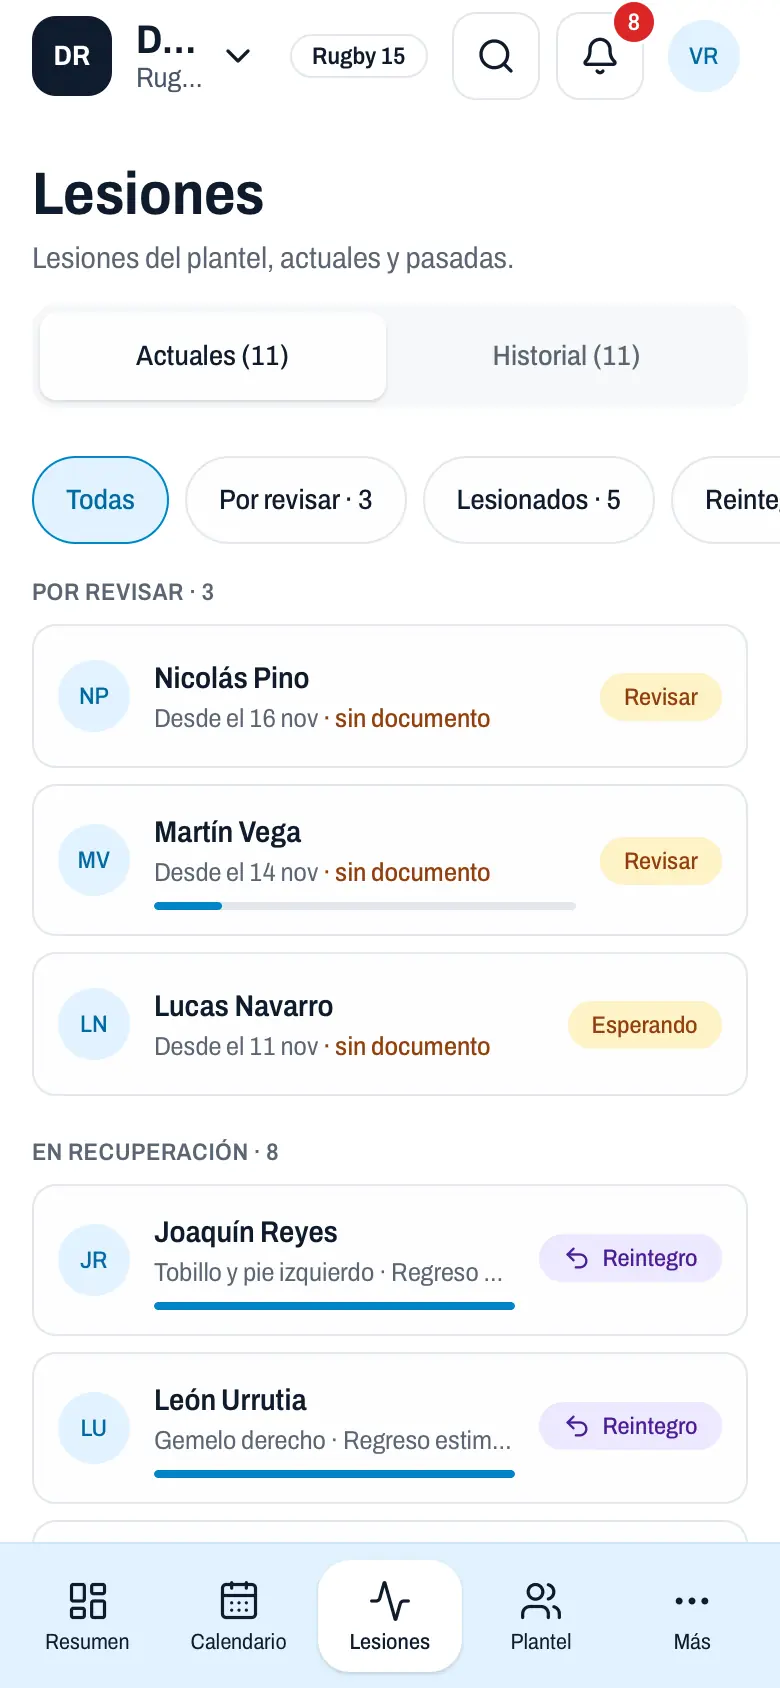 DR
D...
Rug...
Rugby 15
8
VR
Lesiones
Lesiones del plantel, actuales y pasadas.
Actuales (11)
Historial (11)
Todas
Por revisar · 3
Lesionados · 5
Reinte
POR REVISAR · 3
NP
Nicolás Pino
Desde el 16 nov · sin documento
Revisar
MV
Martín Vega
Desde el 14 nov · sin documento
Revisar
LN
Lucas Navarro
Desde el 11 nov · sin documento
Esperando
EN RECUPERACIÓN · 8
JR
Joaquín Reyes
Tobillo y pie izquierdo · Regreso ...
Reintegro
LU
León Urrutia
Gemelo derecho · Regreso estim...
Reintegro
Resumen
Calendario
Lesiones
Plantel
Más